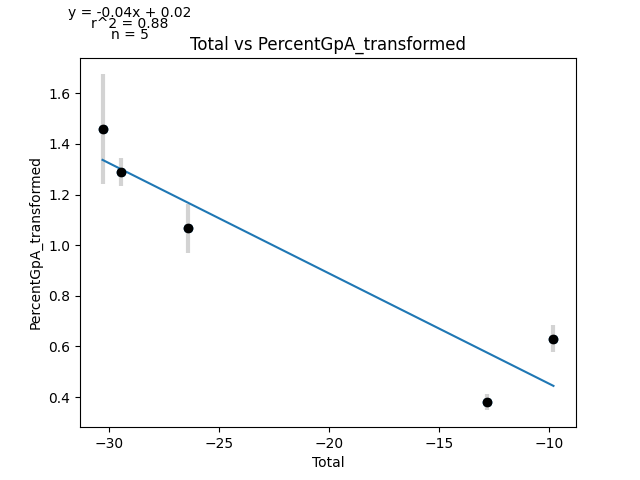 y = -0.04x + 0.02
r^2 = 0.88
n = 5
Total vs PercentGpA_transformed
PercentGpA_transformed
1.6
1.4
1.2
1.0
0.8
0.6
0.4
−30
−25
−20
−15
−10
Total